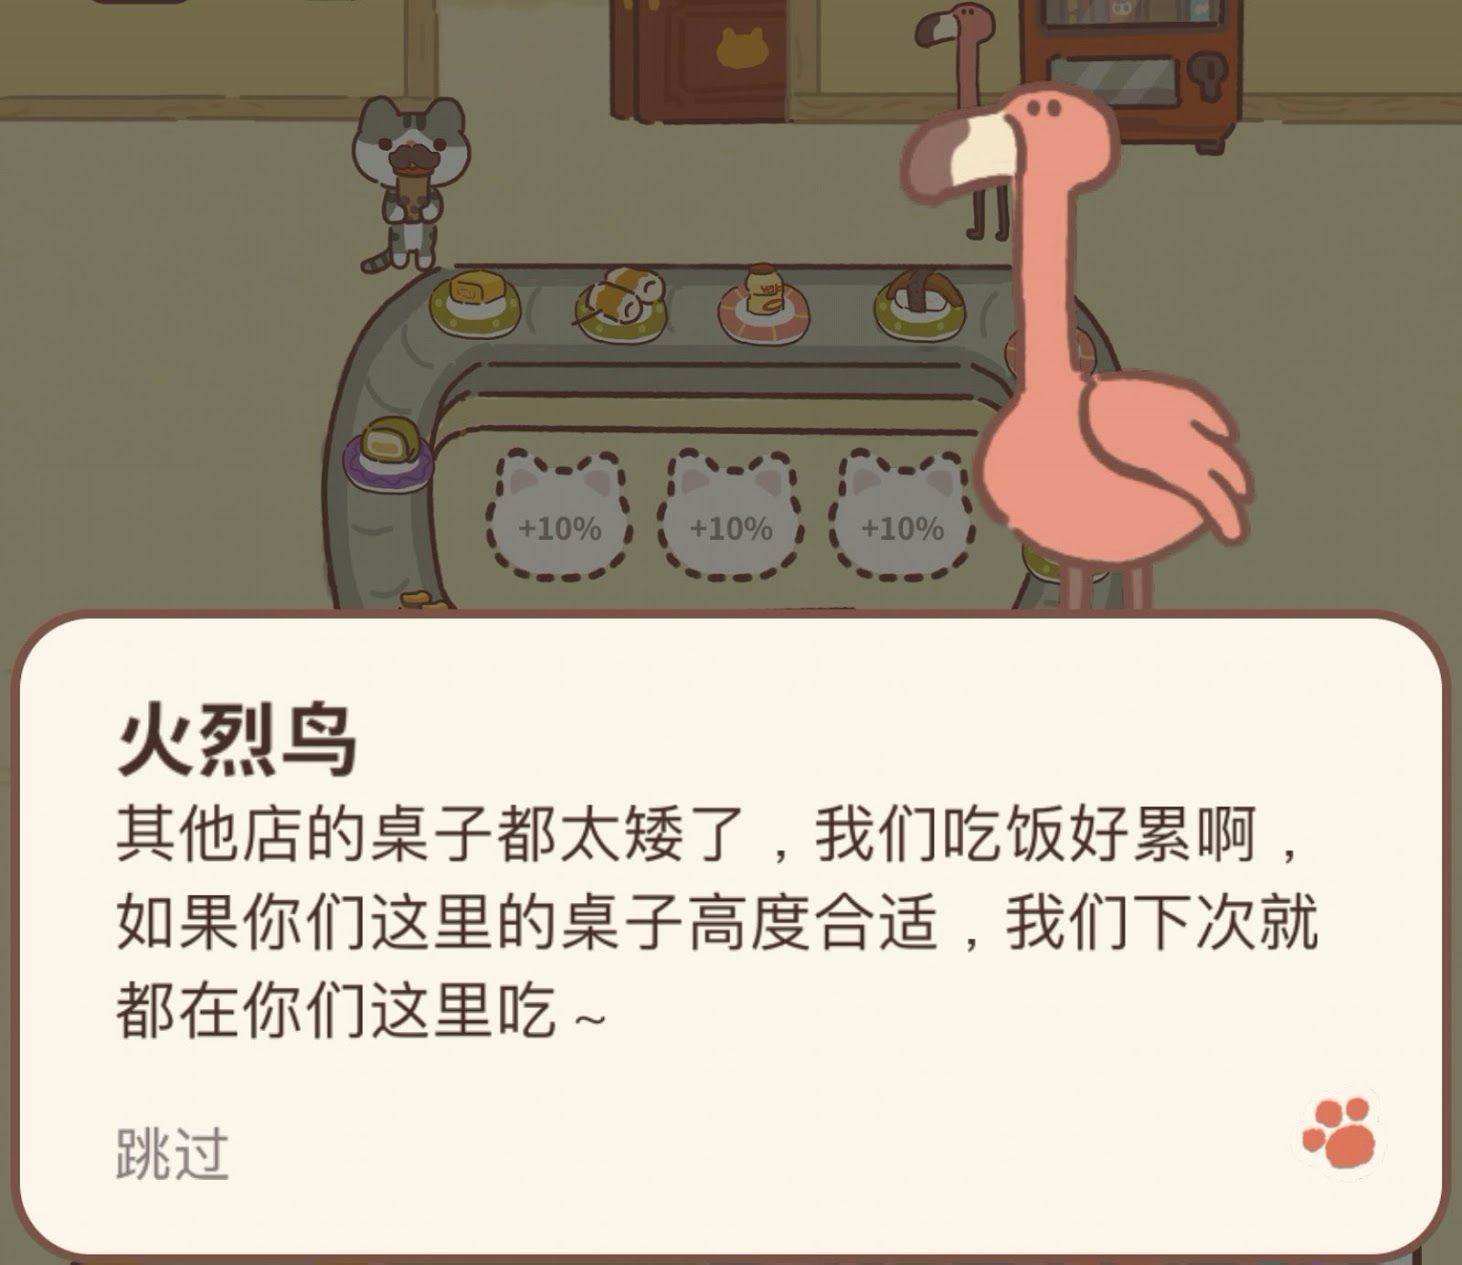 +10%
+10%
+10%
火烈鸟
其他店的桌子都太矮了，我们吃饭好累啊，
如果你们这里的桌子高度合适，我们下次就
都在你们这里吃～
跳过